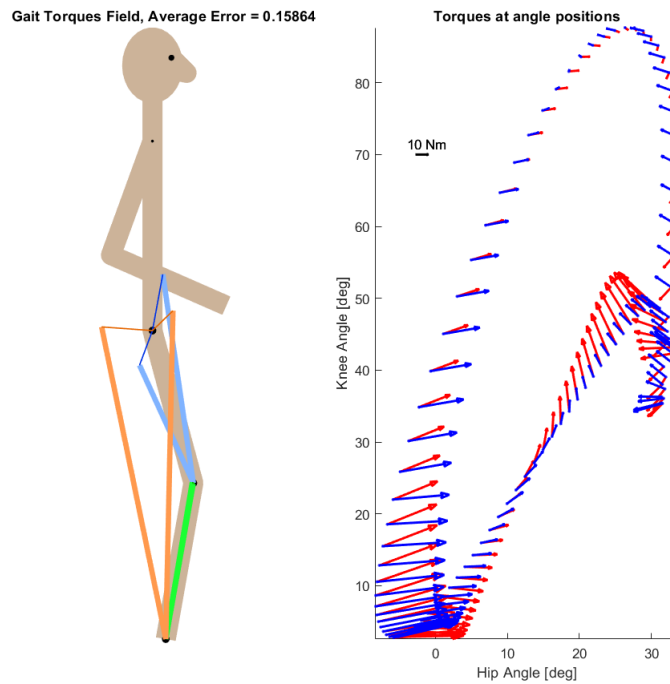 Gait Torques Field, Average Error = 0.15864
Torques at angle positions
10 Nm
Knee Angle [deg]
80
70
60
50
40
30
20
10
0
10
20
30
Hip Angle [deg]